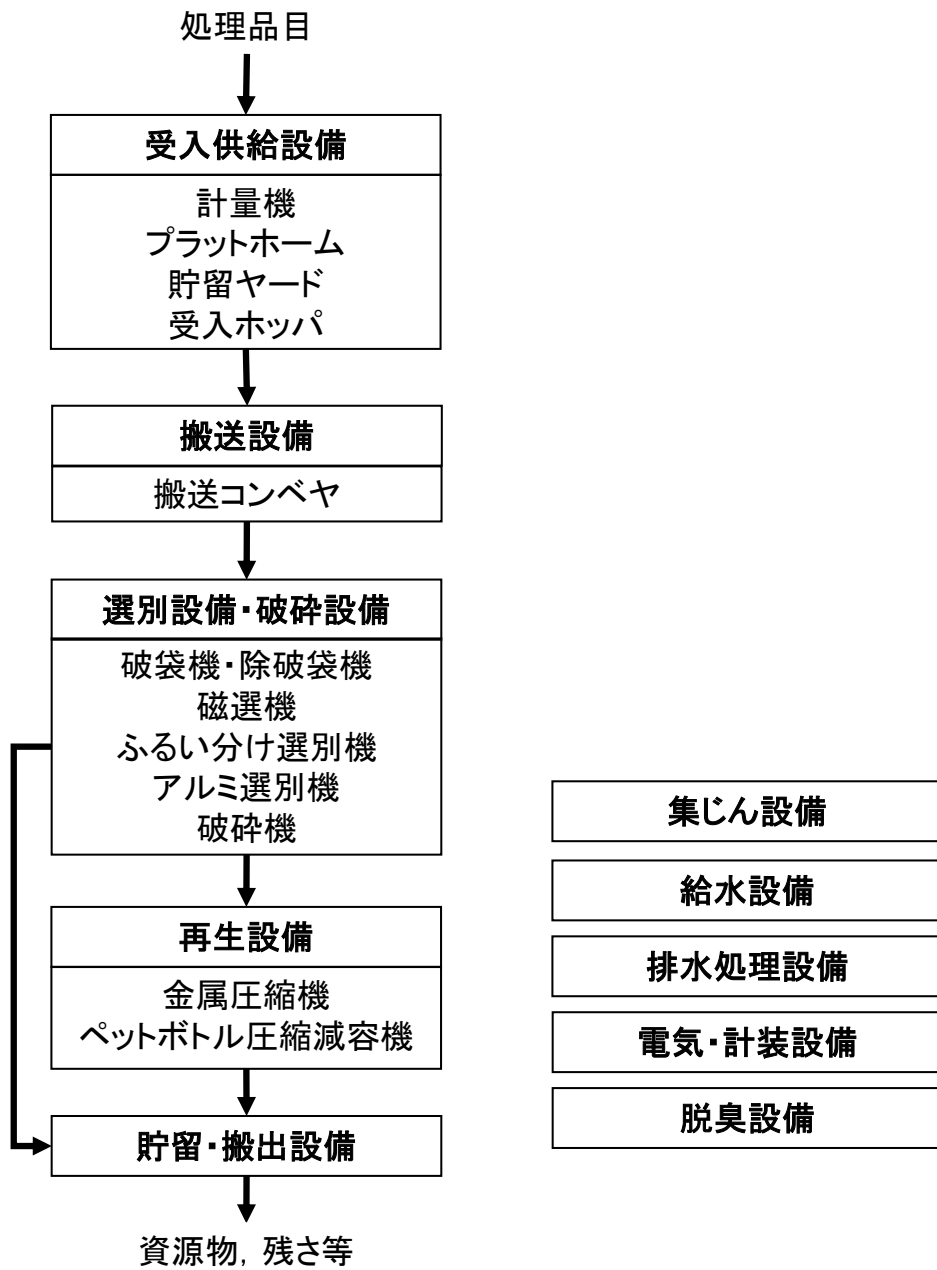 処理品目
受入供給設備
計量機
プラットホーム
貯留ヤード
受入ホッパ
搬送設備
搬送コンベヤ
選別設備・破砕設備
破袋機・除破袋機
磁選機
ふるい分け選別機
アルミ選別機
破砕機
再生設備
金属圧縮機
ペットボトル圧縮減容機
貯留・搬出設備
資源物，残さ等
集じん設備
給水設備
排水処理設備
電気・計装設備
脱臭設備